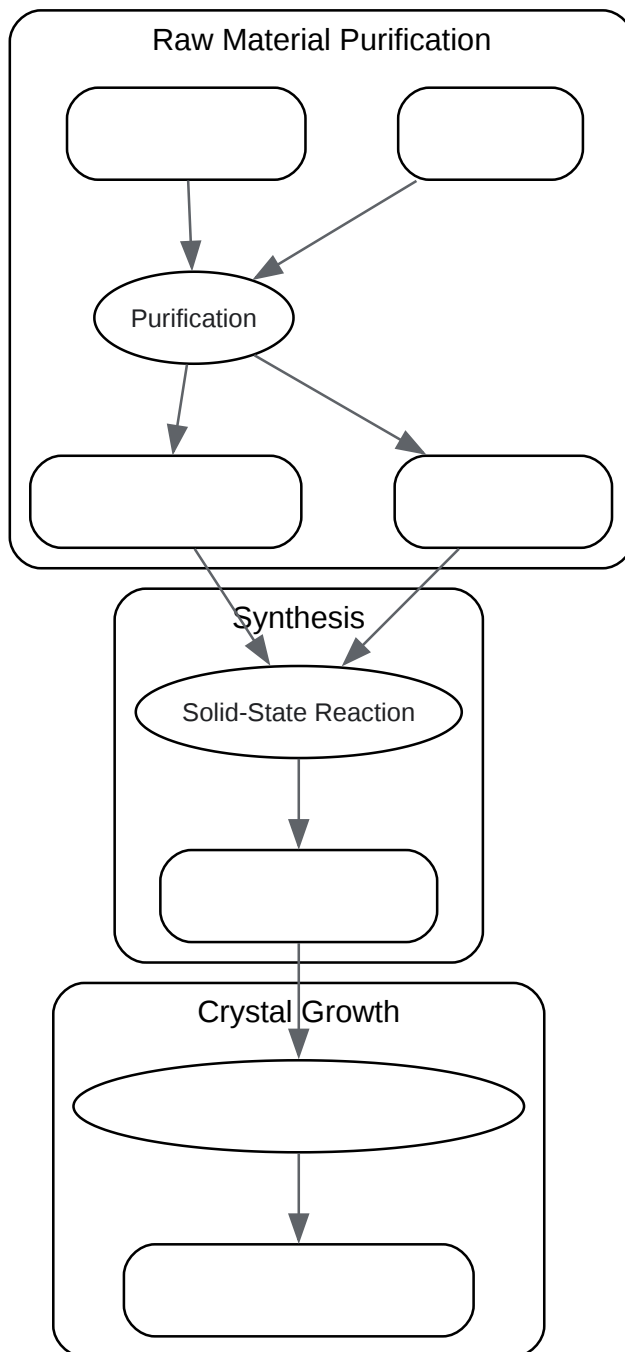 Raw Material Purification
Purification
Synthesis
Solid-State Reaction
Crystal Growth